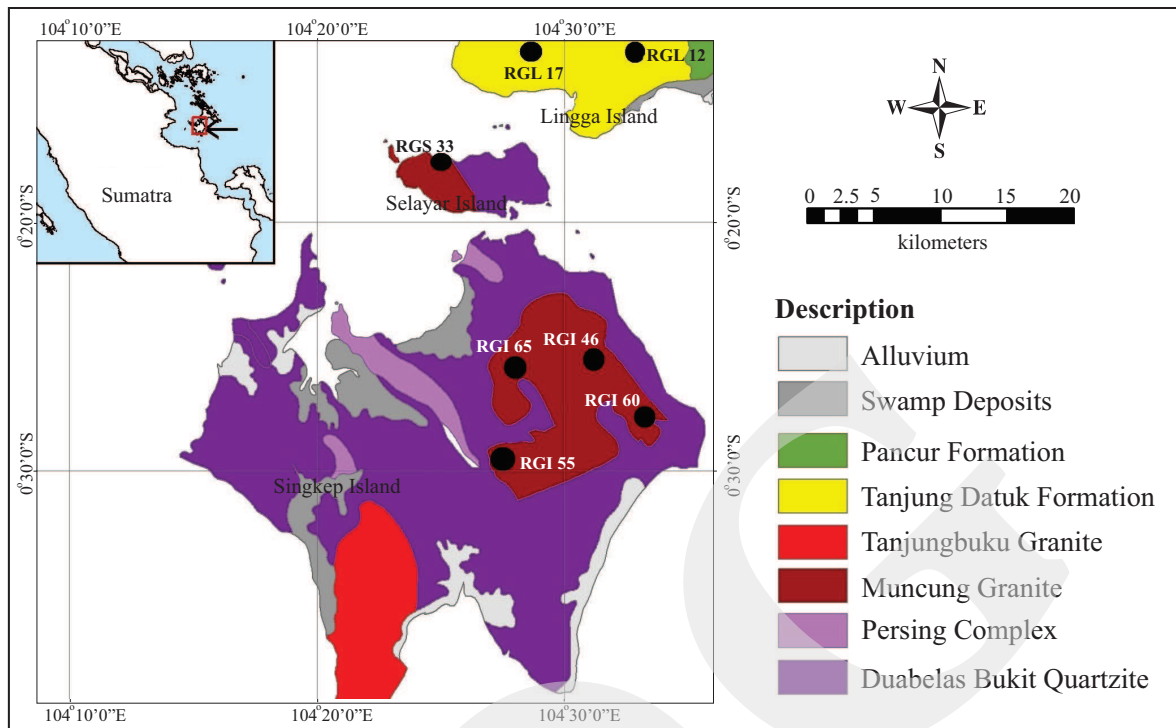 104°10’0”E 104°20’0”E 104°30’0”E
RGL 17
RGL 12
Lingga Island
RGS 33
Selayar Island
Sumatra
0°20’0”S
0°20’0”S
RGI 65
RGI 46
RGI 60
RGI 55
Singkep Island
0°30’0”S
0°30’0”S
104°10’0”E 104°20’0”E 104°30’0”E
N
W E
S
0 2.5 5 10 15 20
kilometers
Description
Alluvium
Swamp Deposits
Pancur Formation
Tanjung Datuk Formation
Tanjungbuku Granite
Muncung Granite
Persing Complex
Duabelas Bukit Quartzite
G